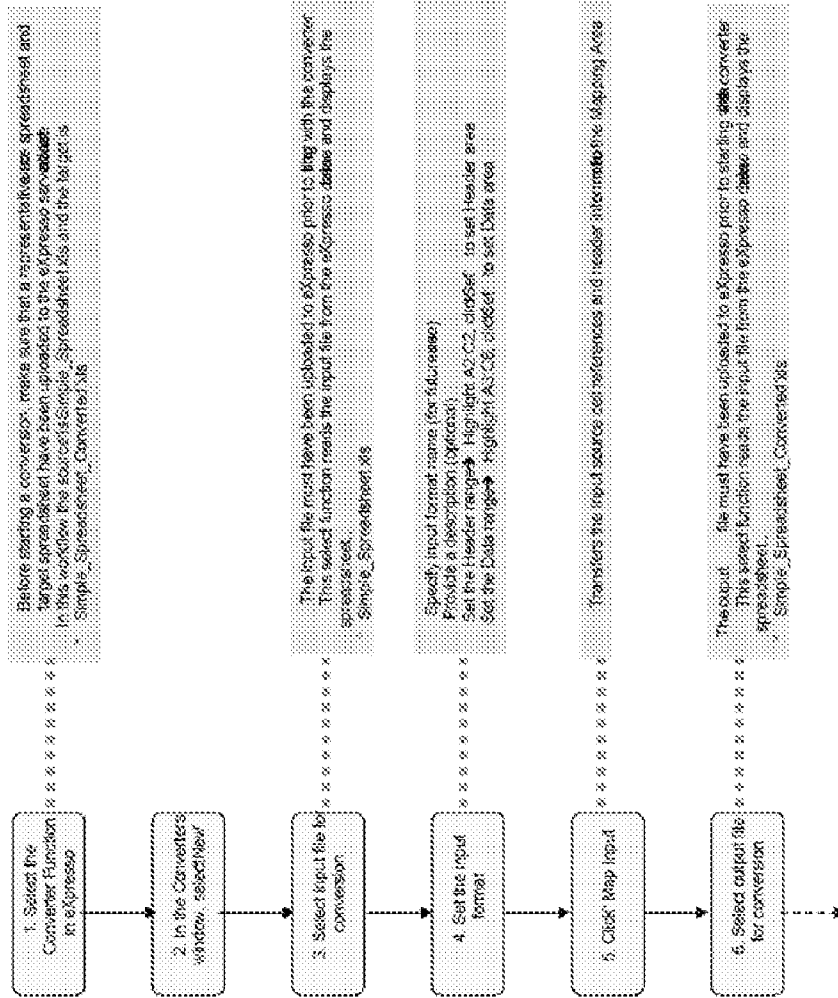 1. Select the
Converter Function
in eXpresso
Before starting a conversion, make sure that a representative spreadsheet and
target spreadsheet have been uploaded to the eXpresso
In this workflow the source is Simple_Spreadsheet.xls and the target is
Simple_Spreadsheet_Converted.xls
2. In the Converters
window, select New
3. Select input file for
conversion
The input file must have been uploaded to eXpresso prior to with the converter
This select function reads the input file from the eXpresso and displays the
spreadsheet.
Simple_Spreadsheet.xls
4. Set the input
format
Specify input format name (for future
Provide a description (optional)
Set the Header range → Highlight A2:C2, click Set to set Header area
Set the Data range → Highlight A3:C6, click Set to set Data area
5. Click Map Input
Transfers the input source cell references and header the Mapping Area
6. Select output file
for conversion
The output file must have been uploaded to eXpresso prior to starting converter
This select function reads the input file from the eXpresso and displays the
spreadsheet.
Simple_Spreadsheet_Converted.xls